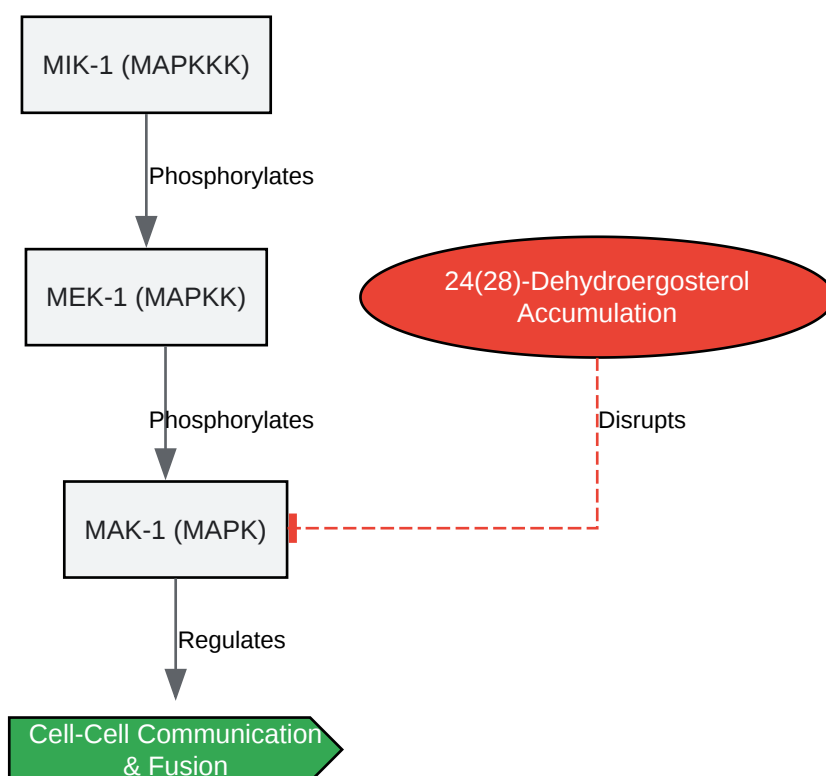 MIK-1 (MAPKKK)
Phosphorylates
MEK-1 (MAPKK)
24(28)-Dehydroergosterol
Accumulation
Phosphorylates
Disrupts
MAK-1 (MAPK)
Regulates
Cell-Cell Communication
& Fusion